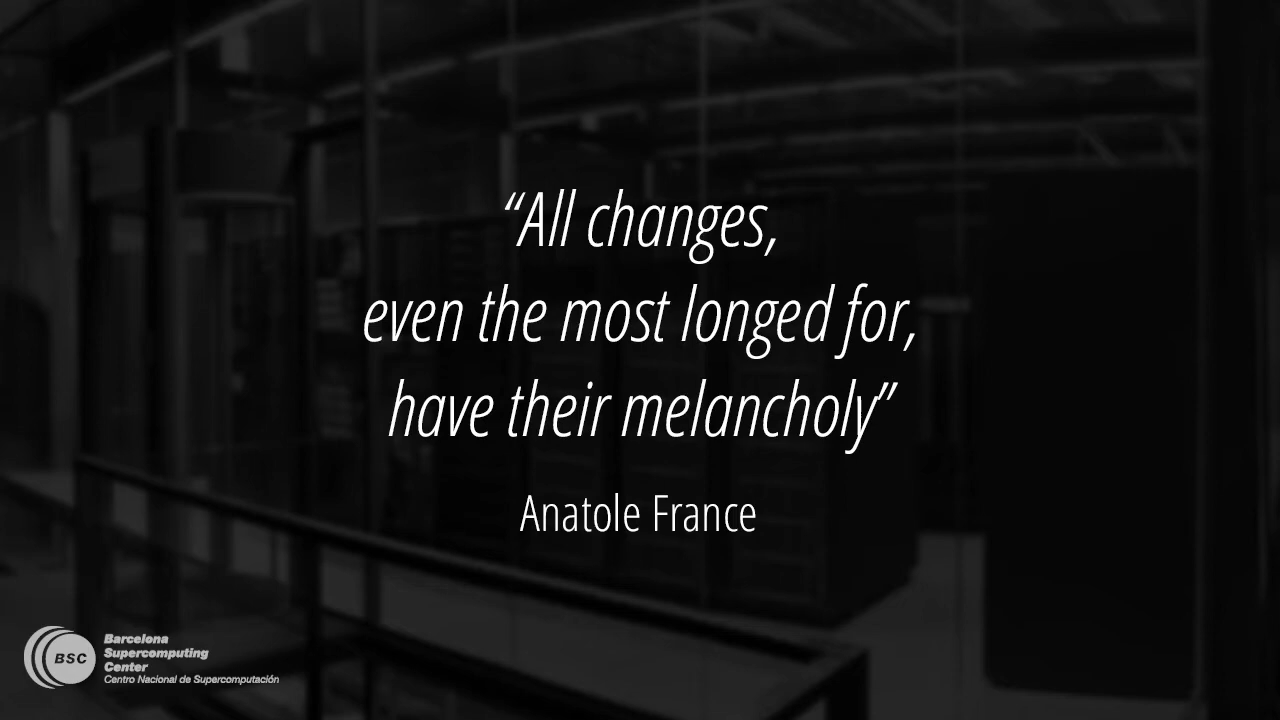 “All changes,
even the most longed for,
have their melancholy”
Anatole France
BSC
Barcelona
Supercomputing
Center
Centro Nacional de Supercomputación